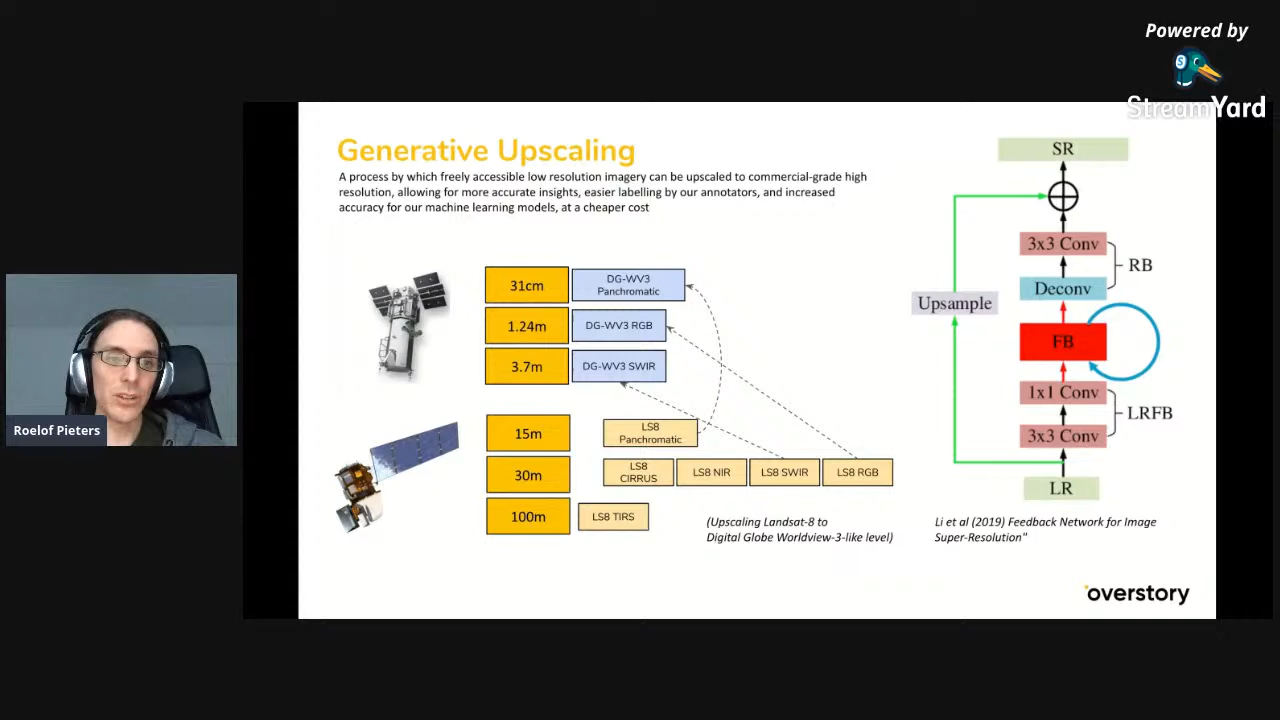 Powered by
StreamYard
Generative Upscaling
A process by which freely accessible low resolution imagery can be upscaled to commercial-grade high
resolution, allowing for more accurate insights, easier labelling by our annotators, and increased
accuracy for our machine learning models, at a cheaper cost
31cm
DG-WV3
Panchromatic
1.24m
DG-WV3 RGB
3.7m
DG-WV3 SWIR
15m
LS8
Panchromatic
30m
LS8
CIRRUS
LS8 NIR
LS8 SWIR
LS8 RGB
100m
LS8 TIRS
(Upscaling Landsat-8 to
Digital Globe Worldview-3-like level)
SR
3x3 Conv
RB
Deconv
Upsample
FB
1x1 Conv
LRFB
3x3 Conv
LR
Li et al (2019) Feedback Network for Image
Super-Resolution"
overstory
Roelof Pieters